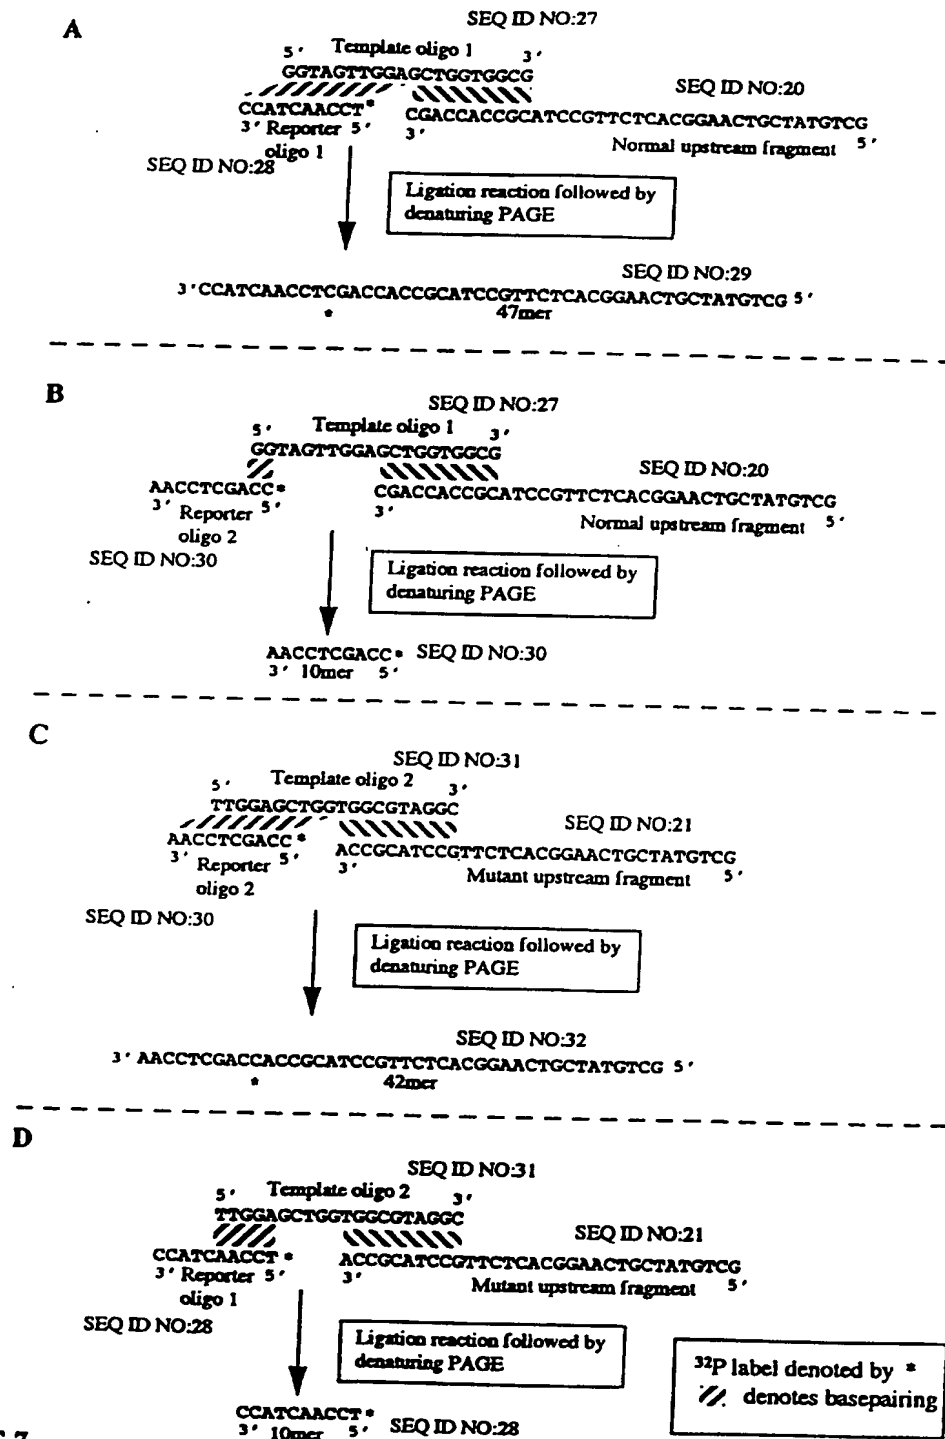 A
SEQ ID NO:27
5' Template oligo 1 3'
GGTAGTTGGAGCTGGTGGCG
SEQ ID NO:20
CCATCAACCT* CGACCACCGCATCCGTTCTCACGGAACTGCTATGTCG
3' Reporter 5' 3' Normal upstream fragment 5'
oligo 1
SEQ ID NO:28
Ligation reaction followed by
denaturing PAGE
SEQ ID NO:29
3' CCATCAACCTCGACCACCGCATCCGTTCTCACGGAACTGCTATGTCG 5'
* 47mer
B
SEQ ID NO:27
5' Template oligo 1 3'
GGTAGTTGGAGCTGGTGGCG
SEQ ID NO:20
AACCTCGACC* CGACCACCGCATCCGTTCTCACGGAACTGCTATGTCG
3' Reporter 5' 3' Normal upstream fragment 5'
oligo 2
SEQ ID NO:30
Ligation reaction followed by
denaturing PAGE
AACCTCGACC* SEQ ID NO:30
3' 10mer 5'
C
SEQ ID NO:31
5' Template oligo 2 3'
TTGGAGCTGGTGGCGTAGGC
SEQ ID NO:21
AACCTCGACC* ACCGCATCCGTTCTCACGGAACTGCTATGTCG
3' Reporter 5' 3' Mutant upstream fragment 5'
oligo 2
SEQ ID NO:30
Ligation reaction followed by
denaturing PAGE
SEQ ID NO:32
3' AACCTCGACCACCGCATCCGTTCTCACGGAACTGCTATGTCG 5'
* 42mer
D
SEQ ID NO:31
5' Template oligo 2 3'
TTGGAGCTGGTGGCGTAGGC
SEQ ID NO:21
CCATCAACCT* ACCGCATCCGTTCTCACGGAACTGCTATGTCG
3' Reporter 5' 3' Mutant upstream fragment 5'
oligo 1
SEQ ID NO:28
Ligation reaction followed by
denaturing PAGE
32P label denoted by *
denotes basepairing
CCATCAACCT* SEQ ID NO:28
3' 10mer 5'